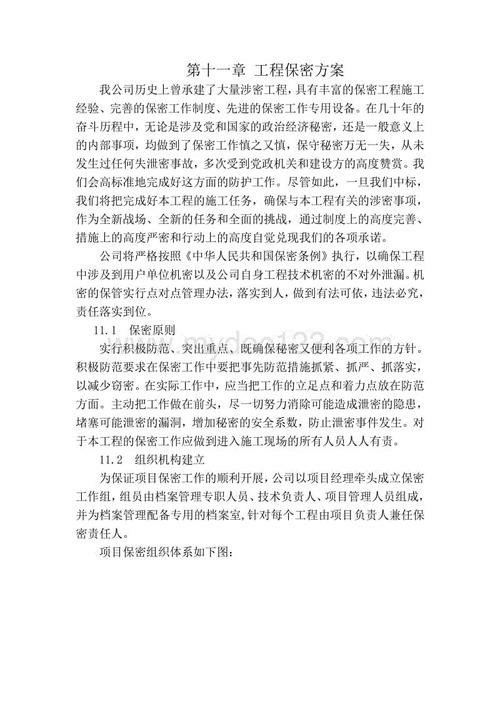 第十一章 工程保密方案
我公司历史上曾承建了大量涉密工程,具有丰富的保密工程施工
经验、完善的保密工作制度、先进的保密工作专用设备。在几十年的
奋斗历程中,无论是涉及党和国家的政治经济秘密,还是一般意义上
的内部事项,均做到了保密工作慎之又慎,保守秘密万无一失,从未
发生过任何失泄密事故,多次受到党政机关和建设方的高度赞赏。我
们会高标准地完成好这方面的防护工作。尽管如此,一旦我们中标,
我们将把完成好本工程的施工任务,确保与本工程有关的涉密事项,
作为全新战场、全新的任务和全面的挑战,通过制度上的高度完善、
措施上的高度严密和行动上的高度自觉兑现我们的各项承诺。
公司将严格按照《中华人民共和国保密条例》执行,以确保工程
中涉及到用户单位机密以及公司自身工程技术机密的不对外泄漏。机
密的保管实行点对点管理办法,落实到人,做到有法可依,违法必究,
责任落实到位。
11.1 保密原则
实行积极防范、突出重点、既确保秘密又便利各项工作的方针。
积极防范要求在保密工作中要把事先防范措施抓紧、抓严、抓落实,
以减少窃密。在实际工作中,应当把工作的立足点和着力点放在防范
方面。主动把工作做在前头,尽一切努力消除可能造成泄密的隐患,
堵塞可能泄密的漏洞,增加秘密的安全系数,防止泄密事件发生。对
于本工程的保密工作应做到进入施工现场的所有人员人人有责。
11.2 组织机构建立
为保证项目保密工作的顺利开展,公司以项目经理牵头成立保密
工作组,组员由档案管理专职人员、技术负责人、项目管理人员组成,
并为档案管理配备专用的档案室,针对每个工程由项目负责人兼任保
密责任人。
项目保密组织体系如下图:
www.mydoc123.com